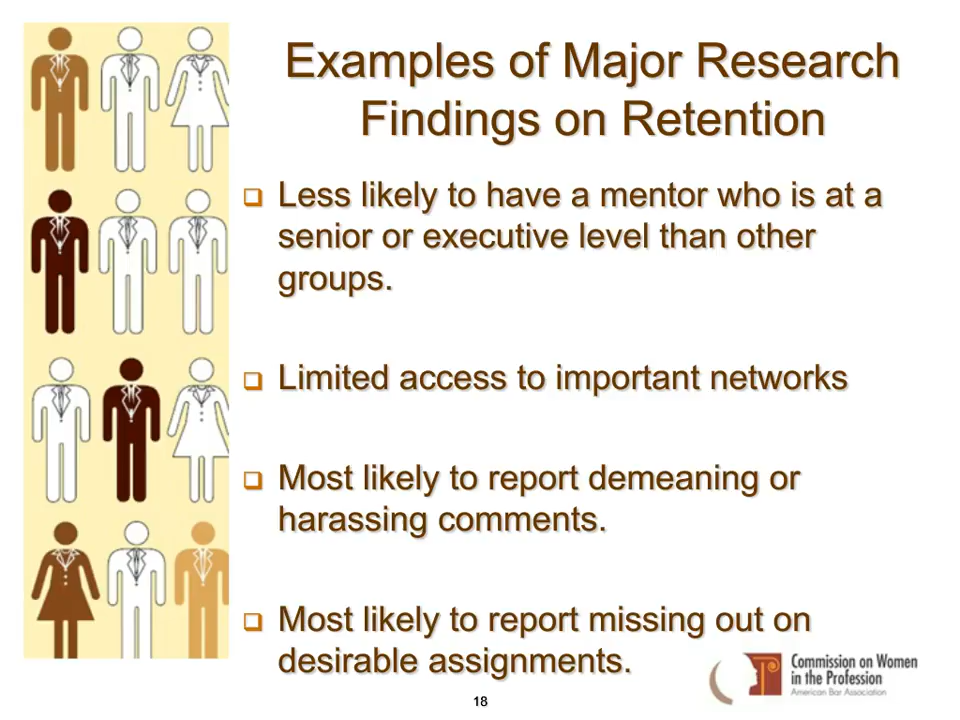 Examples of Major Research
Findings on Retention
❑ Less likely to have a mentor who is at a
senior or executive level than other
groups.
❑ Limited access to important networks
❑ Most likely to report demeaning or
harassing comments.
❑ Most likely to report missing out on
desirable assignments.
Commission on Women
in the Profession
American Bar Association
18